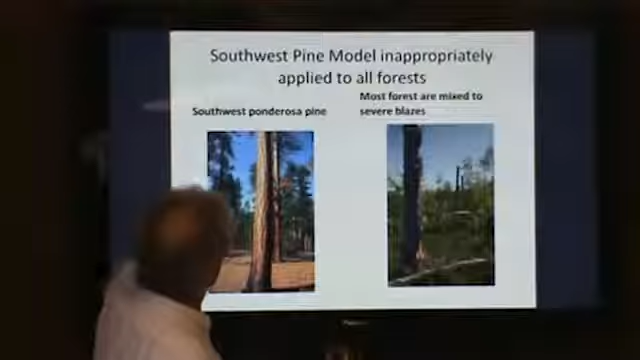 Southwest Pine Model inappropriately
applied to all forests
Southwest ponderosa pine
Most forest are mixed to
severe blazes